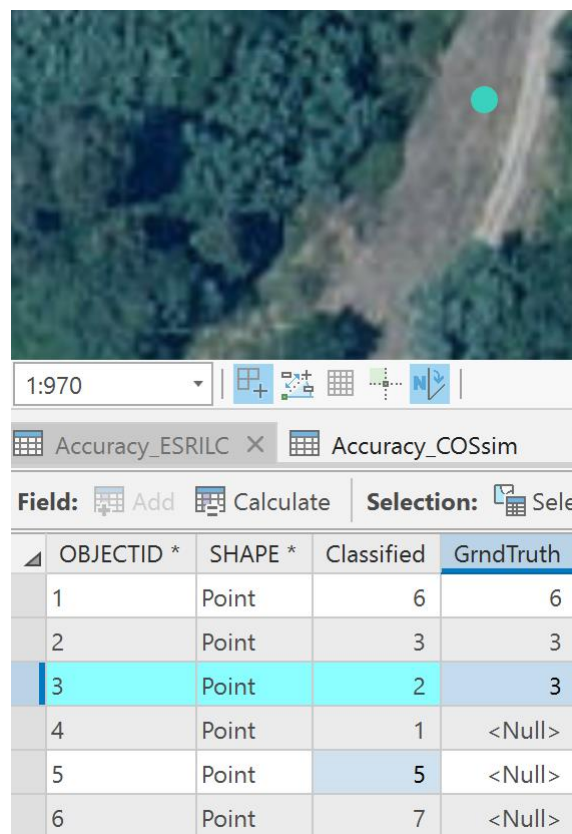 1:970 N
Accuracy_ESRILC Accuracy_COSsim
Field: Add Calculate Selection: Sele
OBJECTID * SHAPE * Classified GrndTruth
1 Point 6 6
2 Point 3 3
3 Point 2 3
4 Point 1 <Null>
5 Point 5 <Null>
6 Point 7 <Null>